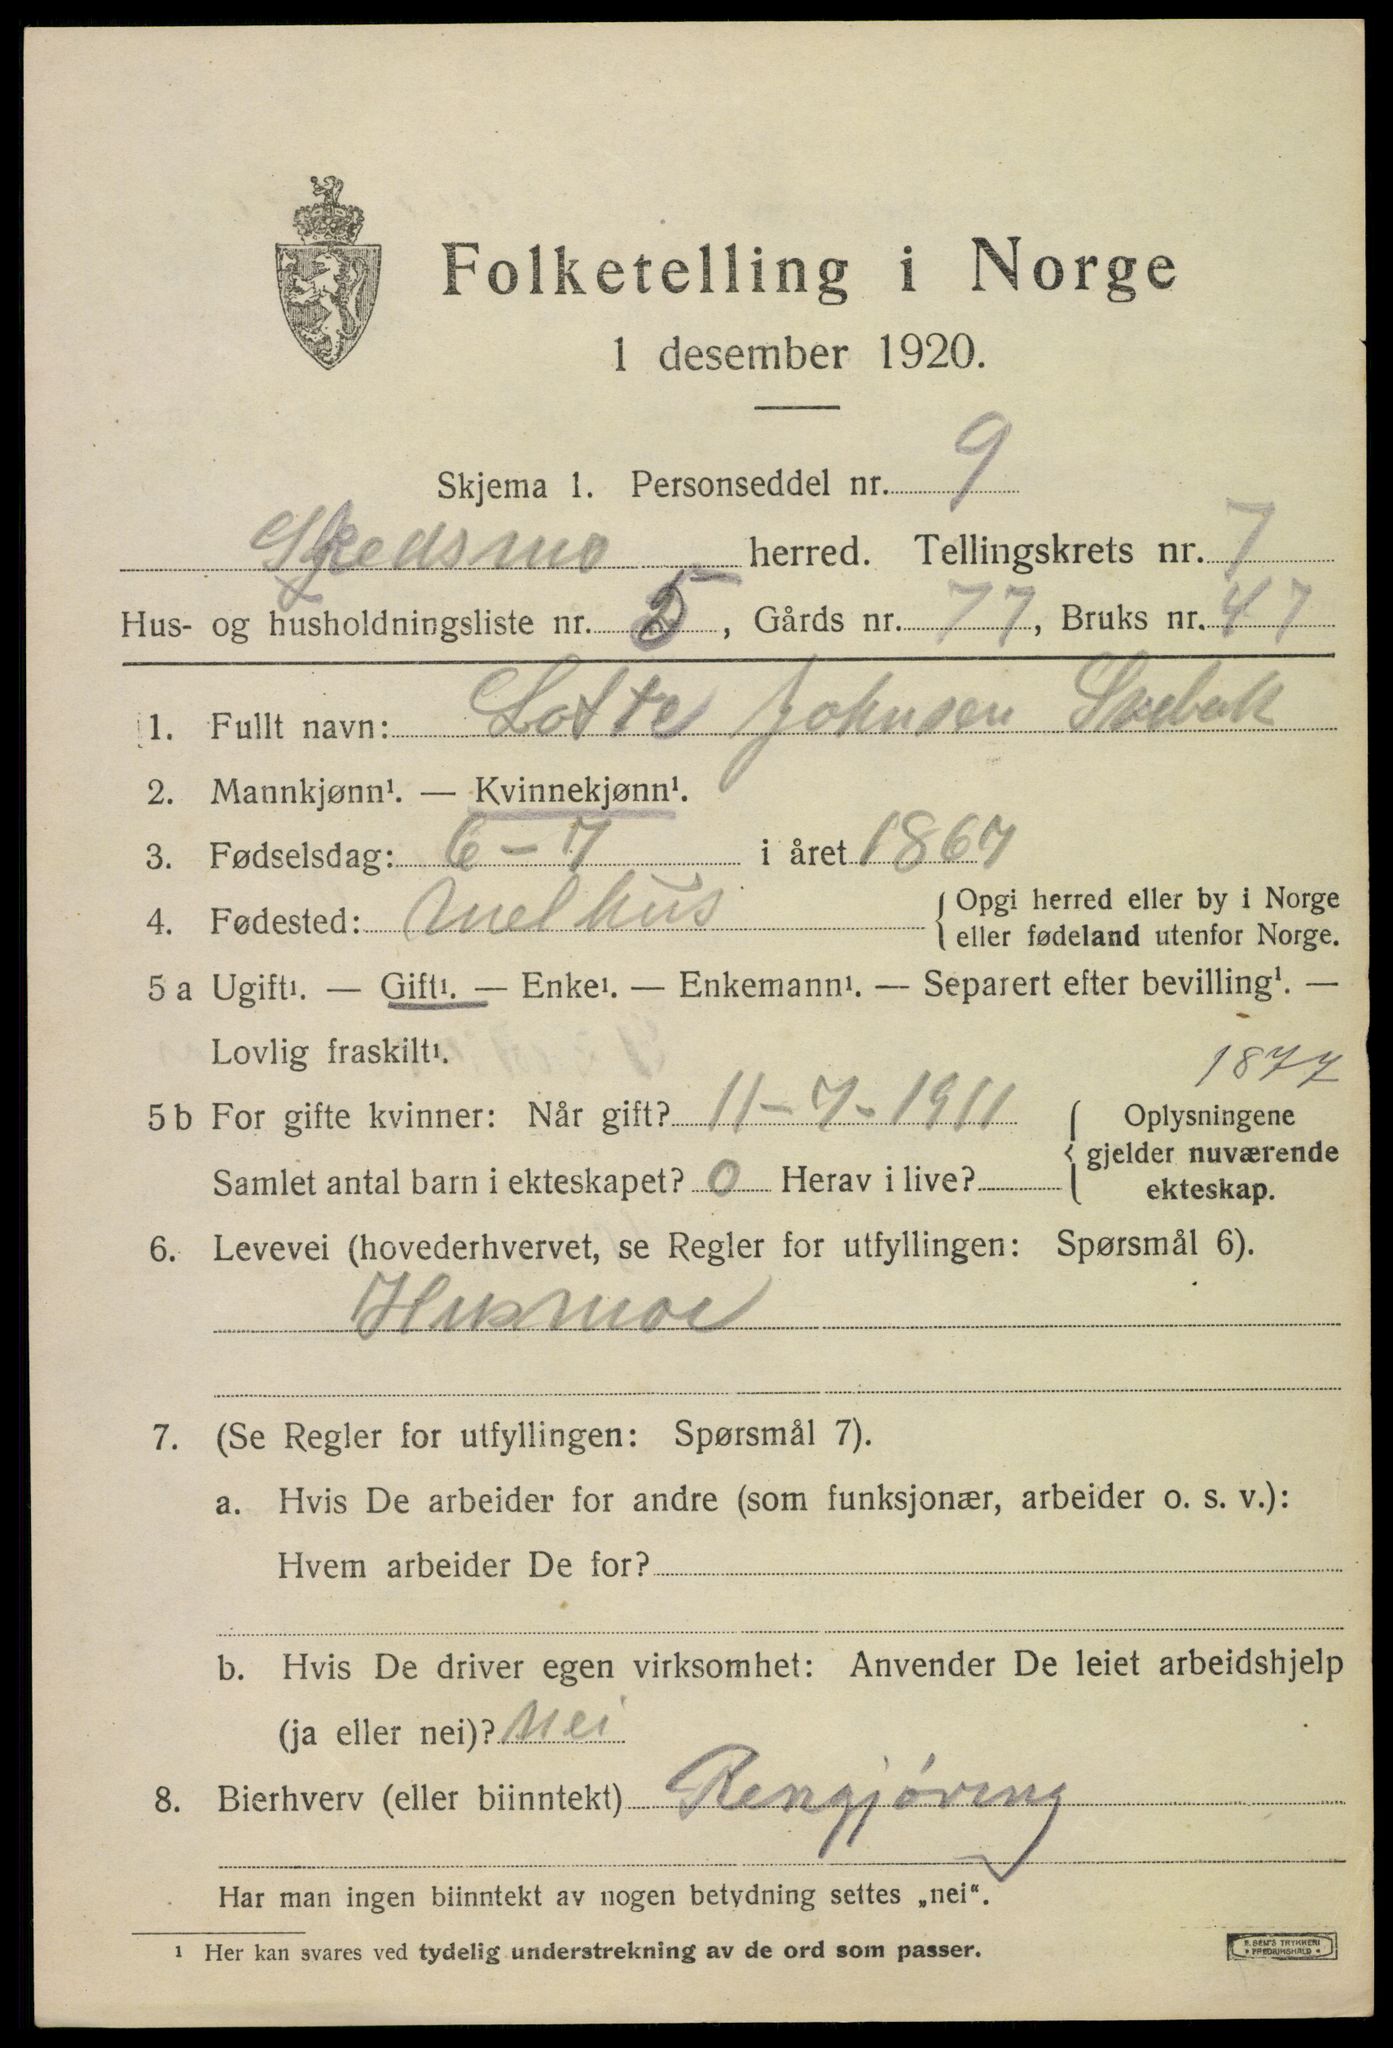 Folketelling i Norge
1 desember 1920.
Skjema 1. Personseddel nr. 9
Skedsmo herred. Tellingskrets nr. 7
Hus- og husholdningsliste nr. 5, Gårds nr. 77, Bruks nr. 47
1. Fullt navn: Lotte Johnsen Svebak
2. Mannkjønn¹. — Kvinnekjønn¹.
3. Fødselsdag: 6-7 i året 1867
4. Fødested: Melhus { Opgi herred eller by i Norge
eller fødeland utenfor Norge.
5 a Ugift¹. — Gift¹. — Enke¹. — Enkemann¹. — Separert efter bevilling¹. —
Lovlig fraskilt¹.
1877
5 b For gifte kvinner: Når gift? 11-7-1911 { Oplysningene
gjelder nuværende
Samlet antal barn i ekteskapet? 0 Herav i live? ekteskap.
6. Levevei (hovederhvervet, se Regler for utfyllingen: Spørsmål 6).
Husmor
7. (Se Regler for utfyllingen: Spørsmål 7).
a. Hvis De arbeider for andre (som funksjonær, arbeider o. s. v.):
Hvem arbeider De for?
b. Hvis De driver egen virksomhet: Anvender De leiet arbeidshjelp
(ja eller nei)? Nei
8. Bierhverv (eller biinntekt) Rengjøring
Har man ingen biinntekt av nogen betydning settes „nei“.
¹ Her kan svares ved tydelig understrekning av de ord som passer.
E. SEM'S TRYKKERI
FREDRIKSHALD